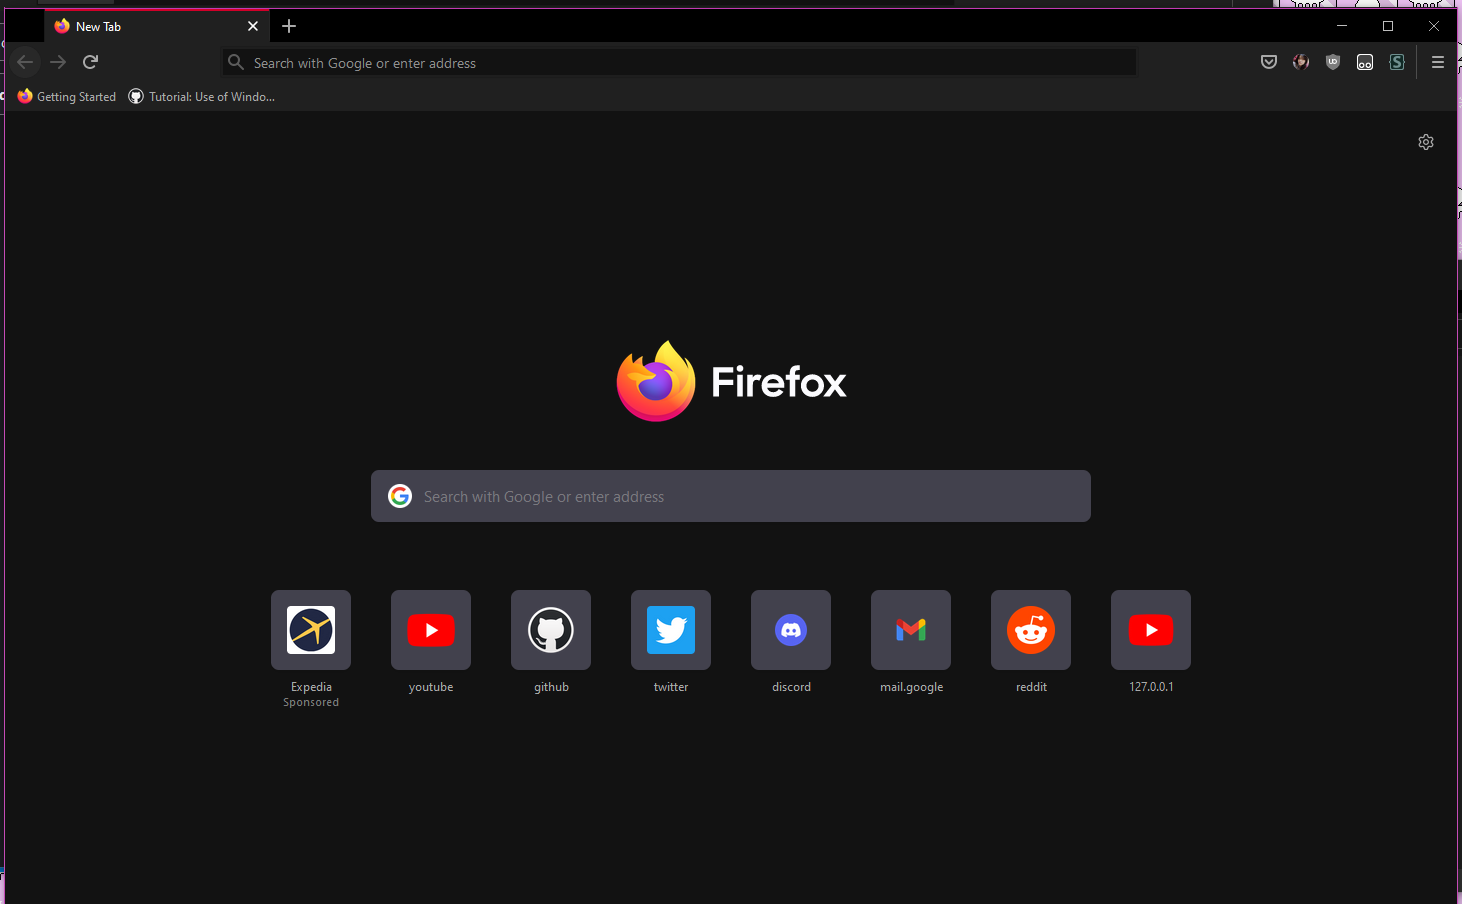 New Tab
Search with Google or enter address
Getting Started
Tutorial: Use of Windo...
Firefox
Search with Google or enter address
Expedia
Sponsored
youtube
github
twitter
discord
mail.google
reddit
127.0.0.1